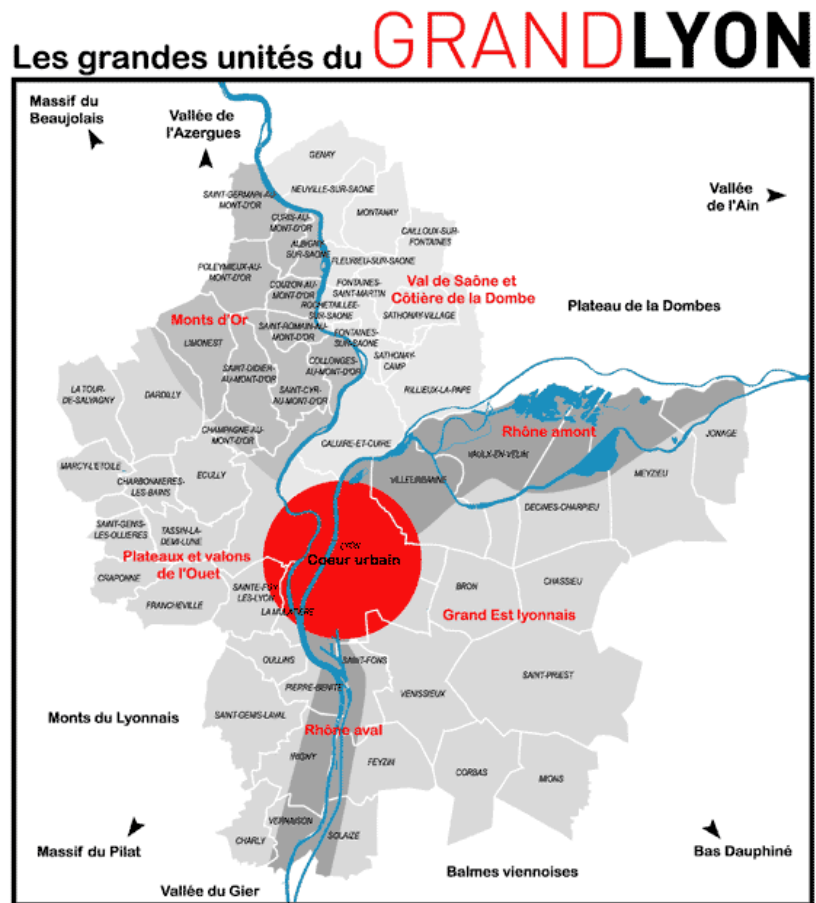 Les grandes unités du GRANDLYON
Massif du
Beaujolais
Vallée de
l'Azergues
Vallée
de l'Ain
GENAY
NEUVILLE-SUR-SAONE
SAINT-GERMAIN-AU-
MONT-D'OR
MONTANAY
CURIS-AU-
MONT-D'OR
CAILLOUX-SUR-
FONTAINES
ALBIGNY-
SUR-SAONE
FLEURIEU-SUR-SAONE
POLEYMIEUX-AU-
MONT-D'OR
COUZON-AU-
MONT-D'OR
FONTAINES-
SAINT-MARTIN
Val de Saône et
Côtière de la Dombe
ROCHETAILLEE-
SUR-SAONE
SATHONAY-VILLAGE
Plateau de la Dombes
Monts d'Or
SAINT-ROMAIN-AU-
MONT-D'OR
FONTAINES-
SUR-SAONE
LIMONEST
COLLONGES-
AU-MONT-D'OR
SATHONAY-
CAMP
SAINT-DIDIER-
AU-MONT-D'OR
SAINT-CYR-
AU-MONT-D'OR
RILLIEUX-LA-PAPE
LA TOUR-
DE-SALVAGNY
DARDILLY
CHAMPAGNE-AU-
MONT-D'OR
CALUIRE-ET-CUIRE
Rhône amont
JONAGE
VAULX-EN-VELIN
MEYZIEU
MARCY-L'ETOILE
CHARBONNIERES-
LES-BAINS
ECULLY
VILLEURBANNE
DECINES-CHARPIEU
SAINT-GENIS-
LES-OLLIERES
TASSIN-LA-
DEMI-LUNE
LYON
Coeur urbain
Plateaux et valons
de l'Ouet
CRAPONNE
FRANCHEVILLE
SAINTE-FOY-
LES-LYON
LA MULATIERE
BRON
CHASSIEU
Grand Est lyonnais
OULLINS
SAINT-FONS
PIERRE-BENITE
VENISSIEUX
SAINT-PRIEST
SAINT-GENIS-LAVAL
Monts du Lyonnais
Rhône aval
IRIGNY
FEYZIN
CORBAS
MIONS
VERNAISON
CHARLY
SOLAIZE
Massif du Pilat
Bas Dauphiné
Balmes viennoises
Vallée du Gier